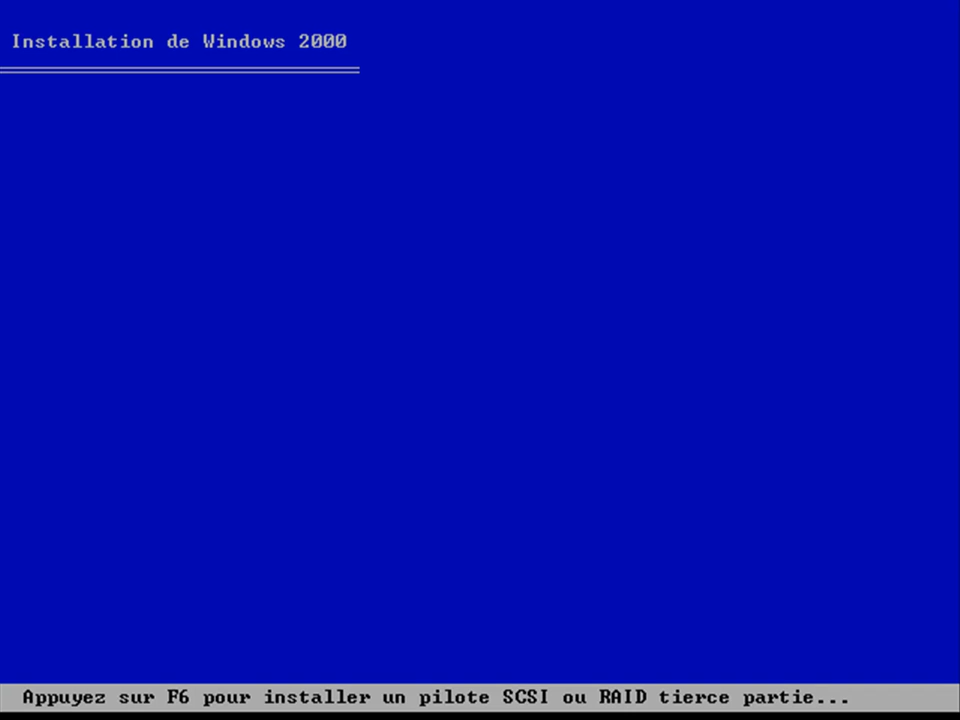 Installation de Windows 2000
Appuyez sur F6 pour installer un pilote SCSI ou RAID tierce partie...